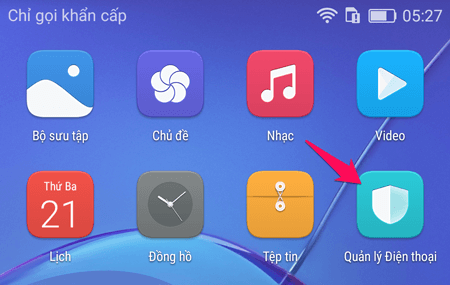 Chỉ gọi khẩn cấp 05:27
Bộ sưu tập Chủ đề Nhạc Video
Thứ Ba
21
Lịch Đồng hồ Tệp tin Quản lý Điện thoại